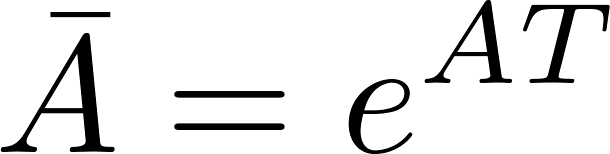 Ā = e^{AT}